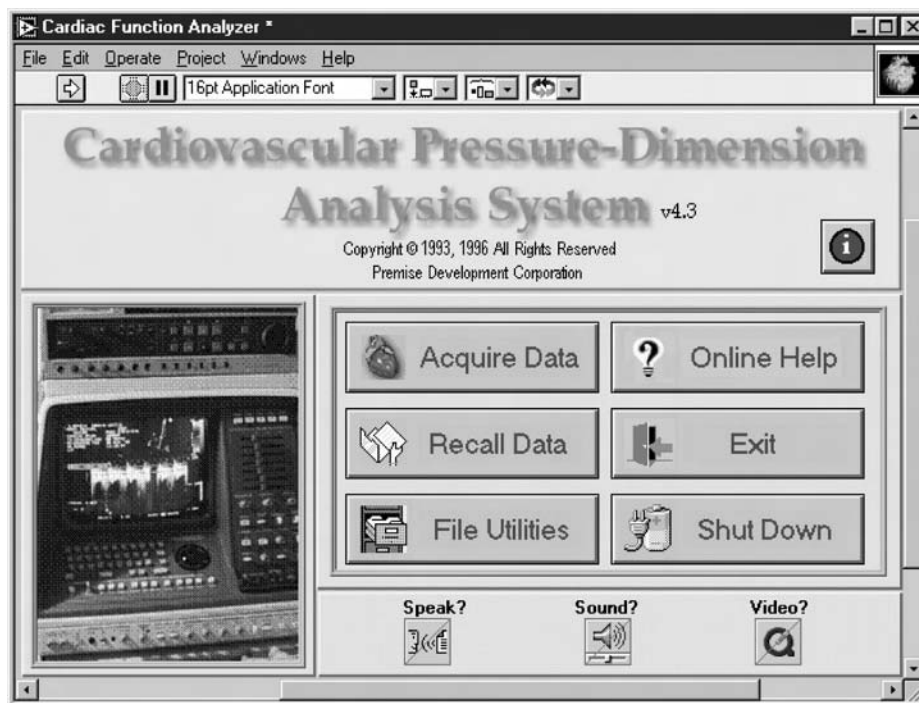 Cardiac Function Analyzer *
File Edit Operate Project Windows Help
16pt Application Font
Cardiovascular Pressure-Dimension
Analysis System v4.3
Copyright © 1993, 1996 All Rights Reserved
Premise Development Corporation
Acquire Data
Online Help
Recall Data
Exit
File Utilities
Shut Down
Speak? Sound? Video?